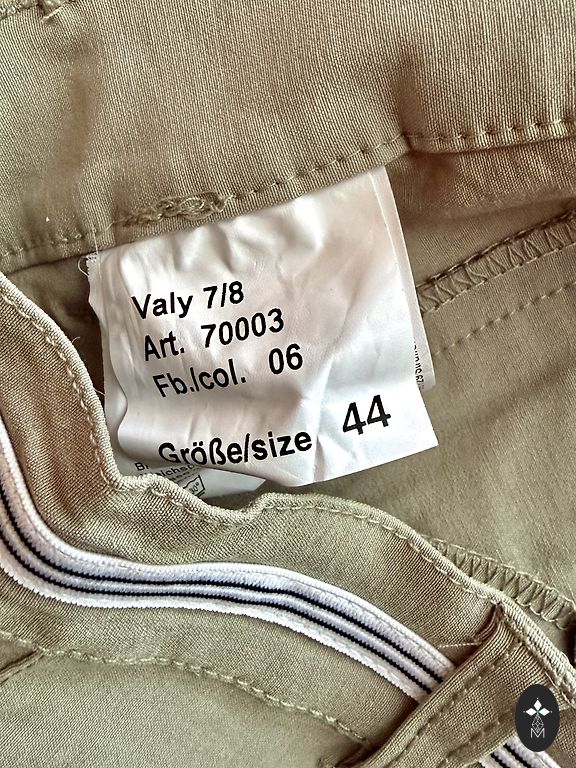 Valy 7/8
Art. 70003
Fb./col. 06
Größe/size 44